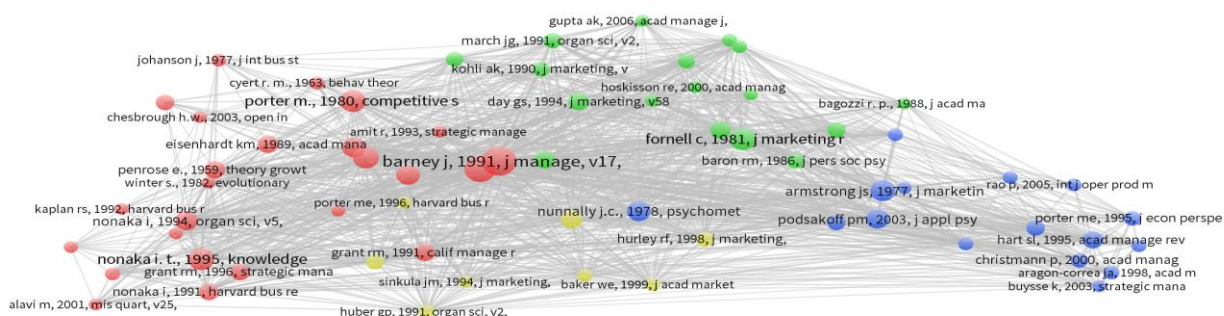 gupta ak, 2006, acad manage j,
march jg, 1991, organ sci, v2,
johanson j, 1977, j int bus st
kohli ak, 1990, j marketing, v
cyert r. m., 1963, behav theor
hoskisson re, 2000, acad manag
porter m., 1980, competitive s
day gs, 1994, j marketing, v58
bagozzi r. p., 1988, j acad ma
chesbrough h.w., 2003, open in
amit r, 1993, strategic manage
fornell c, 1981, j marketing r
eisenhardt km, 1989, acad mana
barney j, 1991, j manage, v17,
baron rm, 1986, j pers soc psy
penrose e., 1959, theory growt
winter s., 1982, evolutionary
rao p, 2005, int j oper prod m
armstrong js, 1977, j marketin
porter me, 1996, harvard bus r
kaplan rs, 1992, harvard bus r
nunnally j.c., 1978, psychomet
nonaka i, 1994, organ sci, v5,
podsakoff pm, 2003, j appl psy
porter me, 1995, j econ perspe
hurley rf, 1998, j marketing,
hart sl, 1995, acad manage rev
grant rm, 1991, calif manage r
nonaka i. t., 1995, knowledge
christmann p, 2000, acad manag
grant rm, 1996, strategic mana
baker we, 1999, j acad market
aragon-correa ja, 1998, acad m
sinkula jm, 1994, j marketing,
buysse k, 2003, strategic mana
nonaka i, 1991, harvard bus re
alavi m, 2001, mis quart, v25,
huber gp, 1991, organ sci, v2,